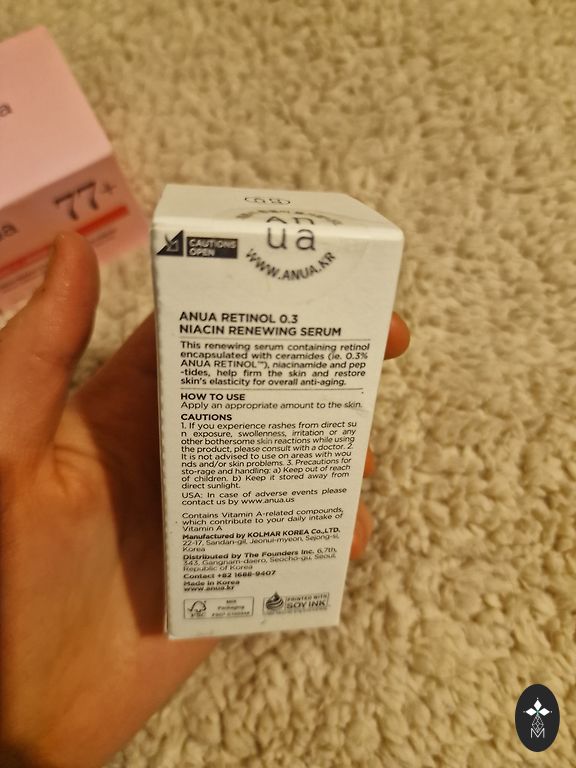 a
77+
ua
An
ua
WWW.ANUA.KR
CAUTIONS
OPEN
ANUA RETINOL 0.3
NIACIN RENEWING SERUM
This renewing serum containing retinol
encapsulated with ceramides (ie. 0.3%
ANUA RETINOL™), niacinamide and pep
-tides, help firm the skin and restore
skin's elasticity for overall anti-aging.
HOW TO USE
Apply an appropriate amount to the skin.
CAUTIONS
1. If you experience rashes from direct su
n exposure, swollenness, irritation or any
other bothersome skin reactions while using
the product, please consult with a doctor. 2.
It is not advised to use on areas with wou
nds and/or skin problems. 3. Precautions for
sto-rage and handling: a) Keep out of reach
of children. b) Keep it stored away from
direct sunlight.
USA: In case of adverse events please
contact us by www.anua.us
Contains Vitamin A-related compounds,
which contribute to your daily intake of
Vitamin A
Manufactured by KOLMAR KOREA Co.,LTD.
22-17, Sandan-gil, Jeonui-myeon, Sejong-si,
Korea
Distributed by The Founders Inc. 6,7th,
343, Gangnam-daero, Seocho-gu, Seoul,
Republic of Korea
Contact +82 1668-9407
Made in Korea
www.anua.kr
FSC
MIX
Packaging
PRINTED WITH
SOY INK
M